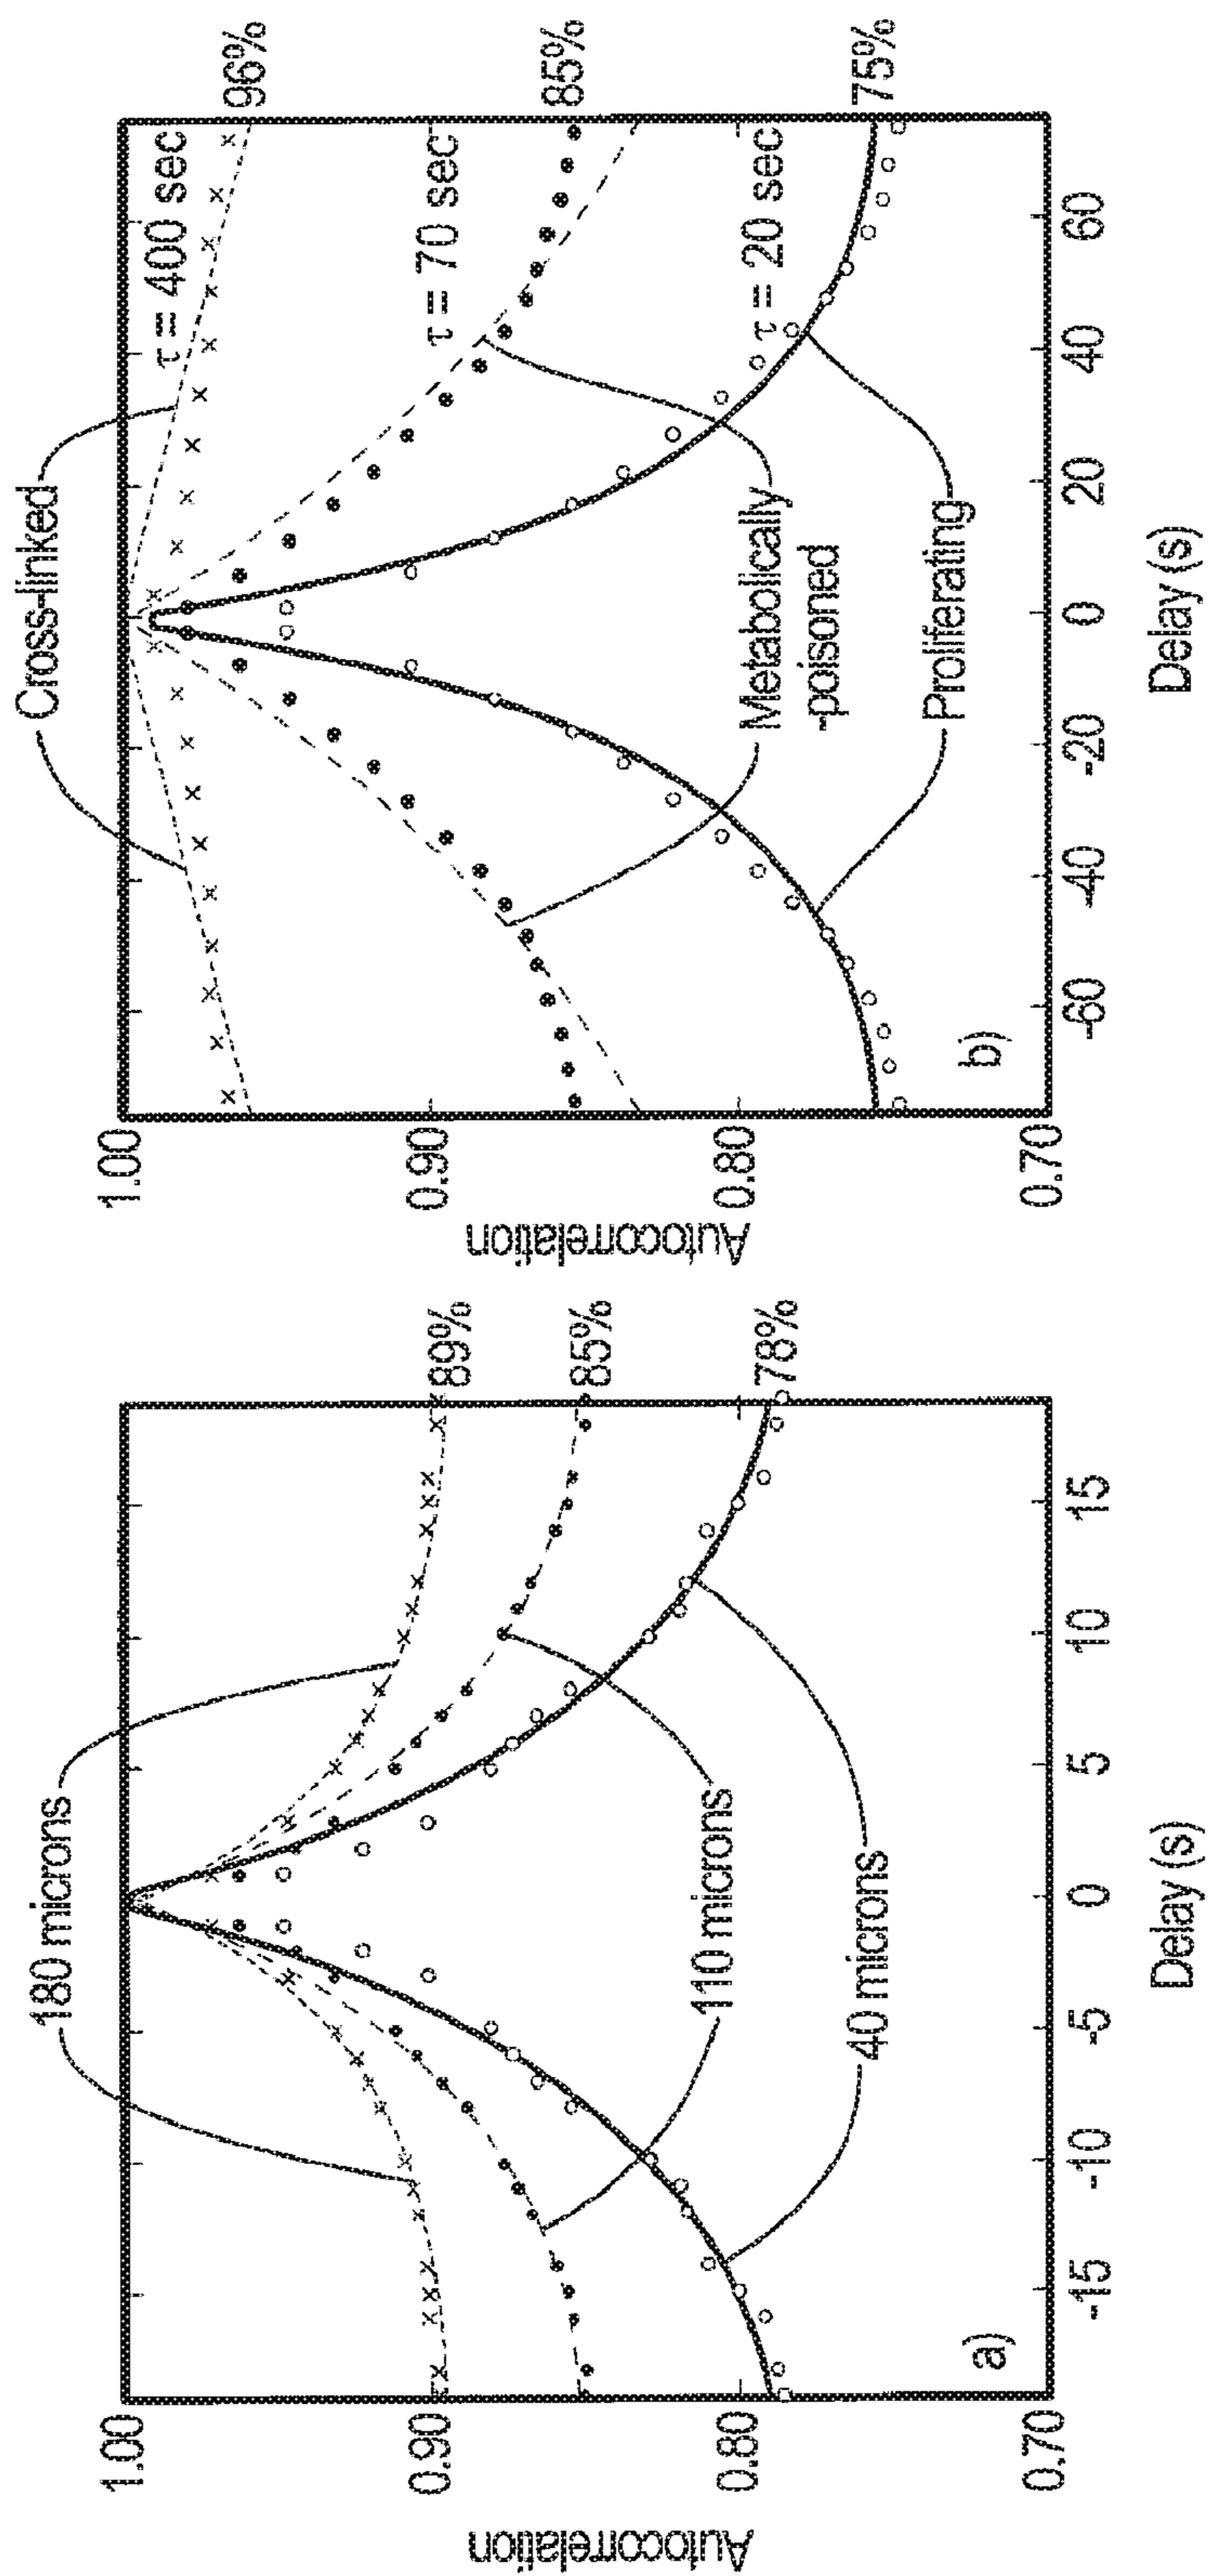 180 microns
1.00
0.90
0.80
0.70
Autocorrelation
89%
85%
78%
110 microns
40 microns
a)
-15
-10
-5
0
5
10
15
Delay (s)
Cross-linked
1.00
0.90
0.80
0.70
Autocorrelation
τ = 400 sec
96%
τ = 70 sec
85%
τ = 20 sec
75%
Metabolically
-poisoned
Proliferating
b)
-60
-40
-20
0
20
40
60
Delay (s)